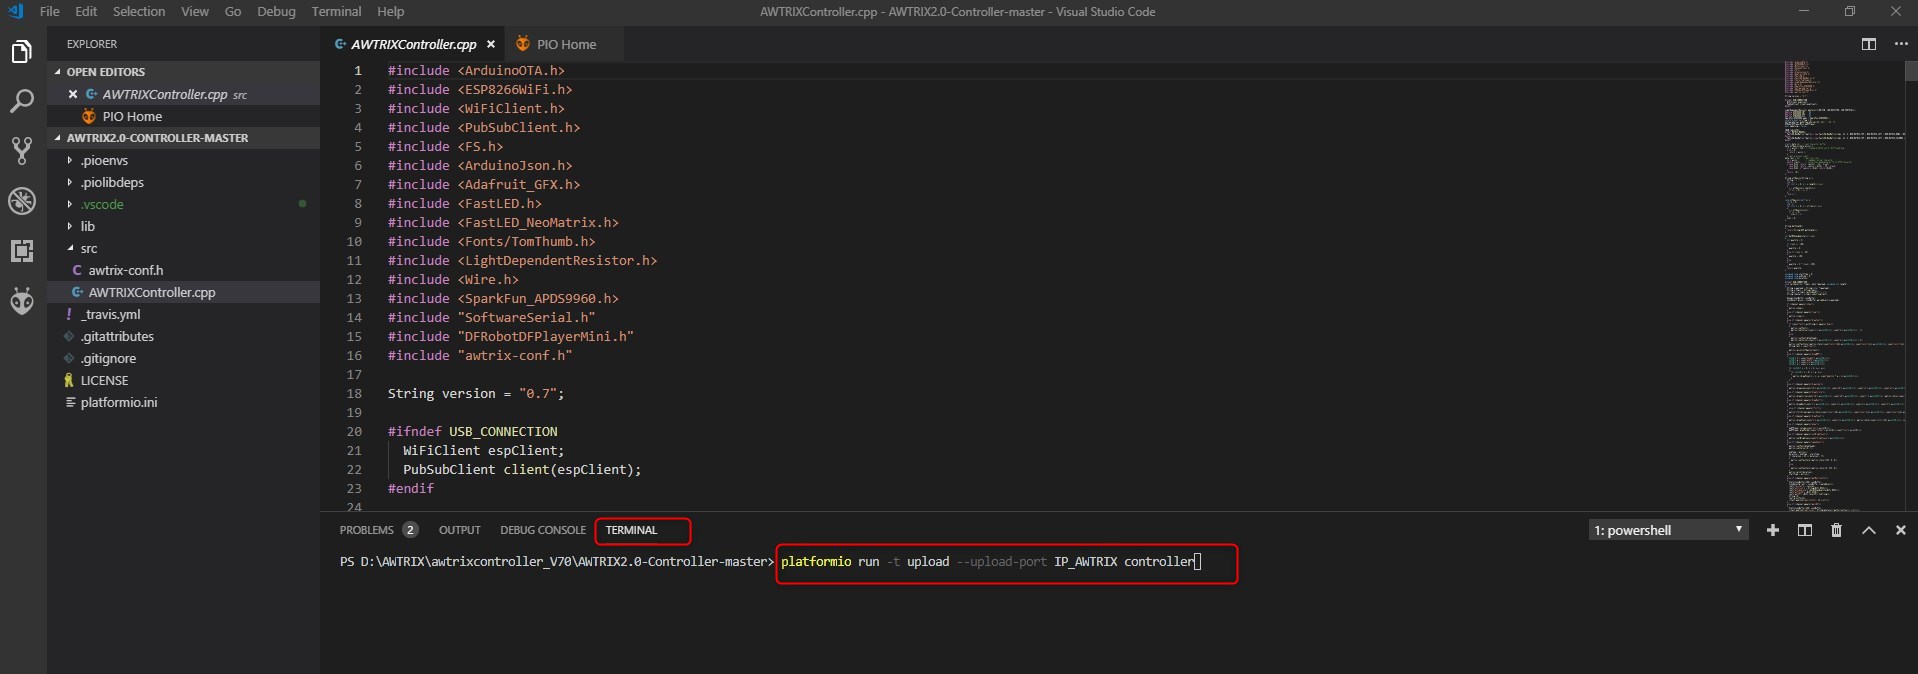 File Edit Selection View Go Debug Terminal Help
AWTRIXController.cpp - AWTRIX2.0-Controller-master - Visual Studio Code
EXPLORER
OPEN EDITORS
AWTRIXController.cpp src
PIO Home
AWTRIX2.0-CONTROLLER-MASTER
.pioenvs
.piolibdeps
.vscode
lib
src
C awtrix-conf.h
AWTRIXController.cpp
! _travis.yml
.gitattributes
.gitignore
LICENSE
platformio.ini
AWTRIXController.cpp
PIO Home
1 #include <ArduinoOTA.h>
2 #include <ESP8266WiFi.h>
3 #include <WiFiClient.h>
4 #include <PubSubClient.h>
5 #include <FS.h>
6 #include <ArduinoJson.h>
7 #include <Adafruit_GFX.h>
8 #include <FastLED.h>
9 #include <FastLED_NeoMatrix.h>
10 #include <Fonts/TomThumb.h>
11 #include <LightDependentResistor.h>
12 #include <Wire.h>
13 #include <SparkFun_APDS9960.h>
14 #include "SoftwareSerial.h"
15 #include "DFRobotDFPlayerMini.h"
16 #include "awtrix-conf.h"
17
18 String version = "0.7";
19
20 #ifndef USB_CONNECTION
21 WiFiClient espClient;
22 PubSubClient client(espClient);
23 #endif
24
PROBLEMS 2 OUTPUT DEBUG CONSOLE TERMINAL
1: powershell
PS D:\AWTRIX\awtrixcontroller_V70\AWTRIX2.0-Controller-master> platformio run -t upload --upload-port IP_AWTRIX controller